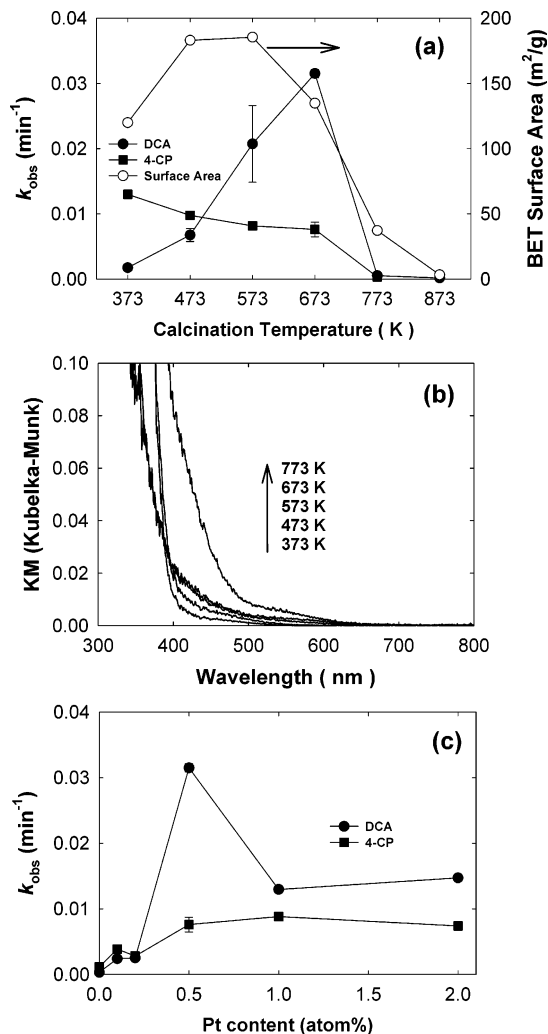 (a)
0.04
0.03
0.02
0.01
0.00
k_obs (min⁻¹)
200
150
100
50
0
BET Surface Area (m²/g)
DCA
4-CP
Surface Area
373 473 573 673 773 873
Calcination Temperature ( K )
(b)
0.10
0.08
0.06
0.04
0.02
0.00
KM (Kubelka-Munk)
773 K
673 K
573 K
473 K
373 K
300 400 500 600 700 800
Wavelength ( nm )
(c)
0.04
0.03
0.02
0.01
0.00
k_obs (min⁻¹)
DCA
4-CP
0.0 0.5 1.0 1.5 2.0
Pt content (atom%)